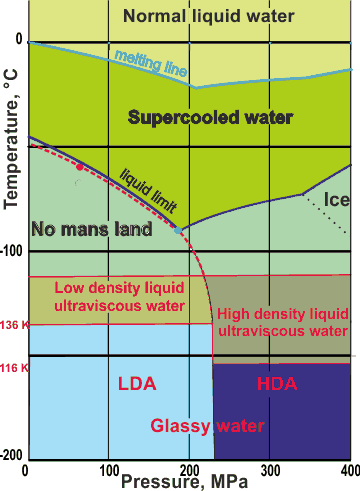 Normal liquid water
0
melting line
Supercooled water
Temperature, °C
liquid limit
Ice
No mans land
-100
Low density liquid
ultraviscous water
High density liquid
ultraviscous water
136 K
116 K
LDA
HDA
Glassy water
-200
0
100
200
300
400
Pressure, MPa